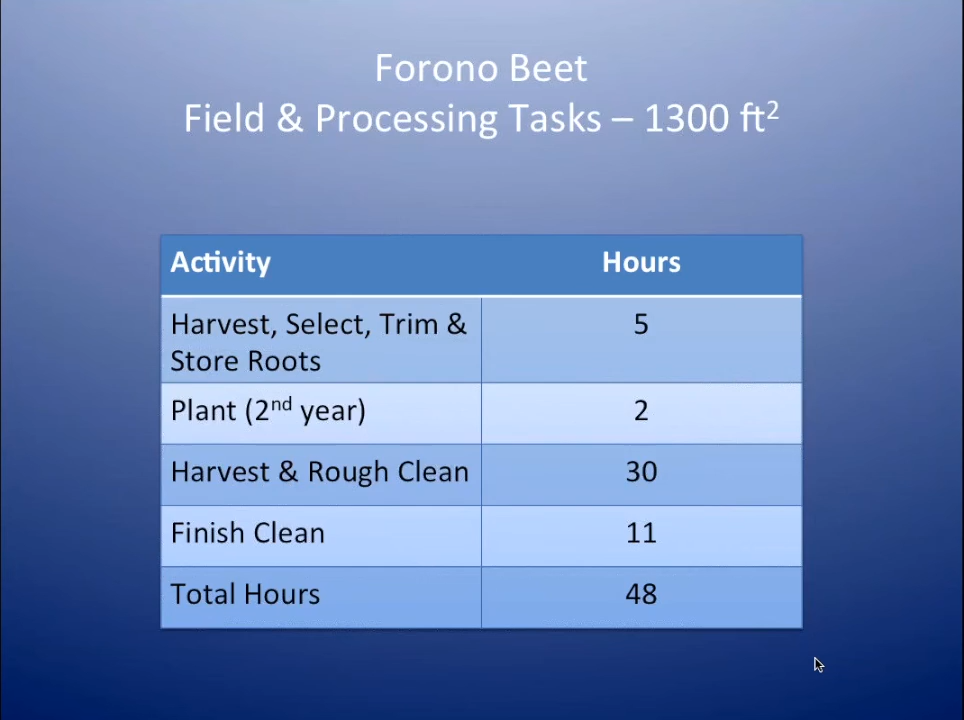 Forono Beet
Field & Processing Tasks – 1300 ft²
Activity Hours
Harvest, Select, Trim & 5
Store Roots
Plant (2nd year) 2
Harvest & Rough Clean 30
Finish Clean 11
Total Hours 48